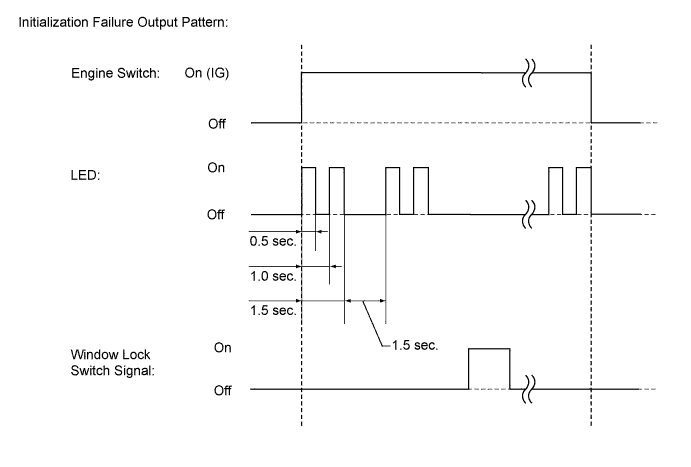 Initialization Failure Output Pattern:
Engine Switch: On (IG)
Off
LED: On
Off
0.5 sec.
1.0 sec.
1.5 sec.
1.5 sec.
Window Lock
Switch Signal:
On
Off